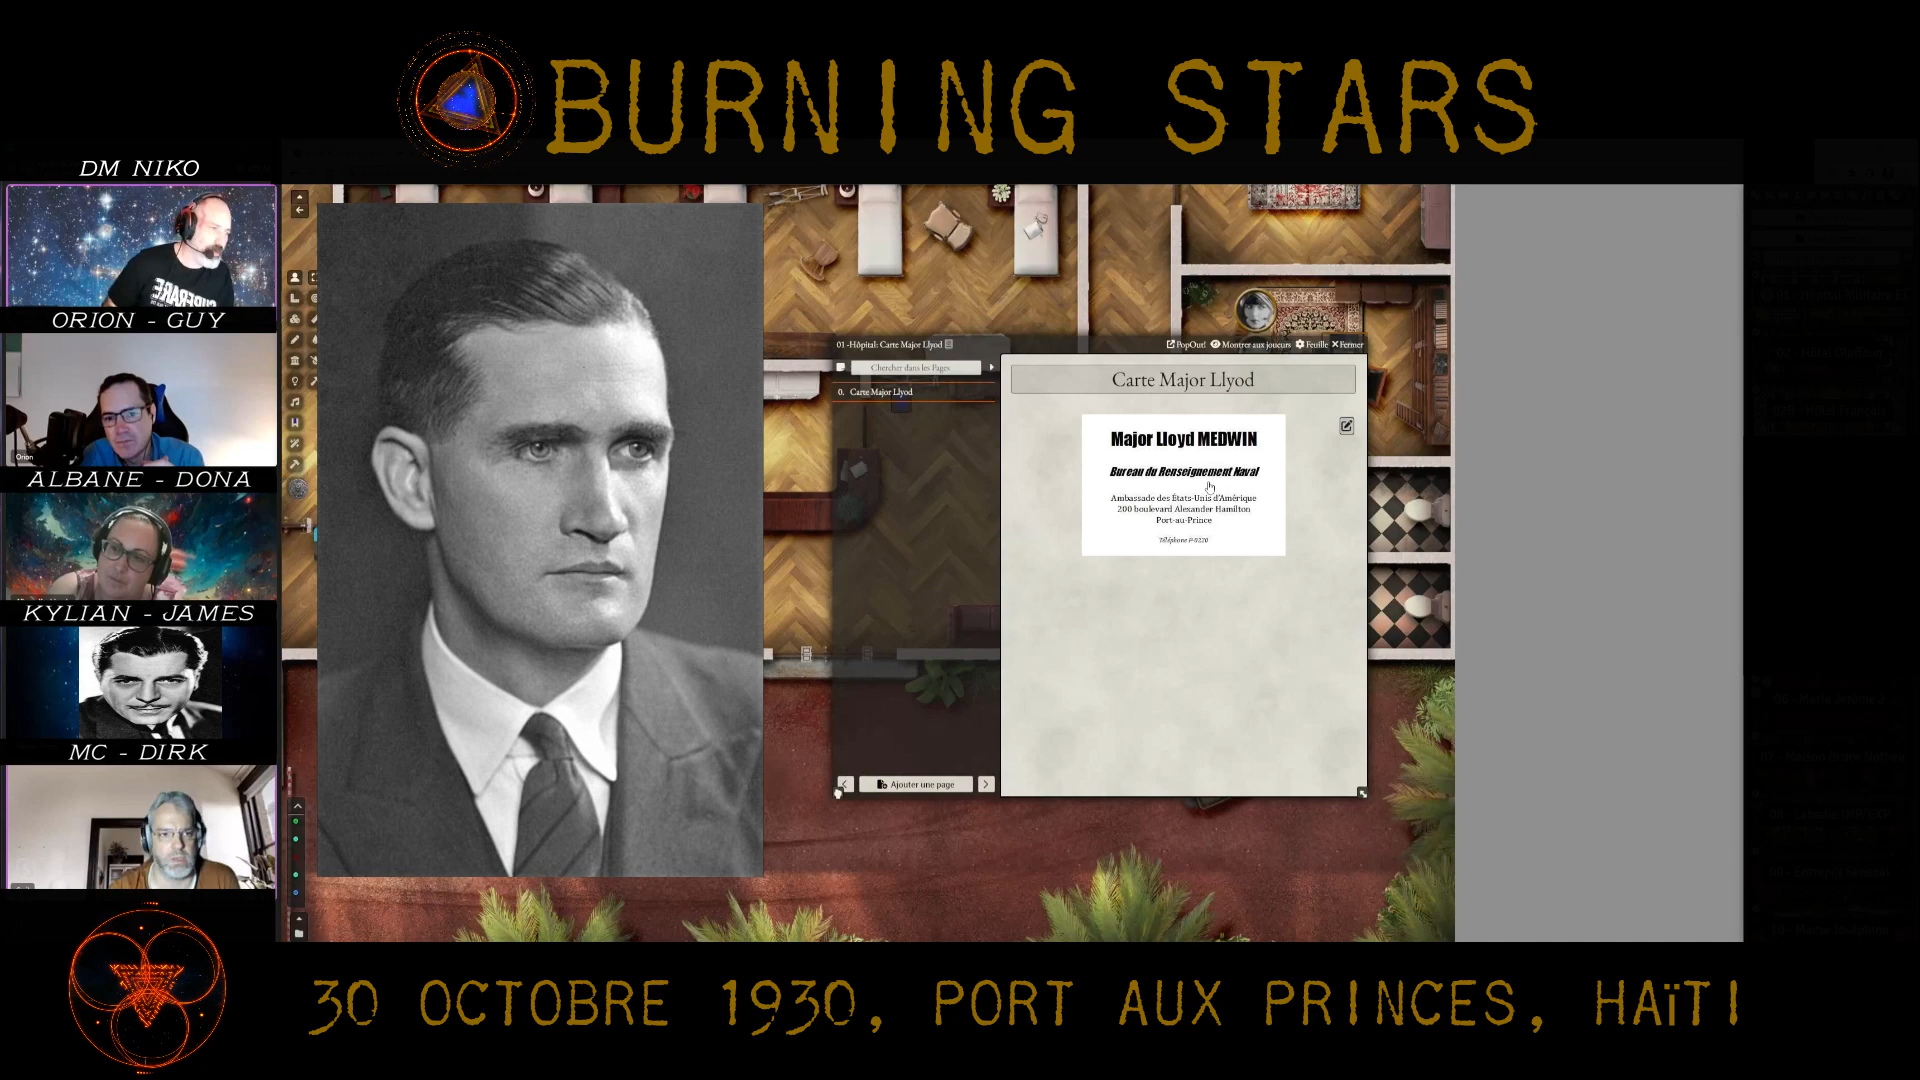 BURNING STARS
DM NIKO
ORION - GUY
Orion
ALBANE - DONA
KYLIAN - JAMES
MC - DIRK
01 -Hôpital: Carte Major Llyod
PopOut! Montrer aux joueurs Feuille Fermer
Chercher dans les Pages
0. Carte Major Llyod
Ajouter une page
Carte Major Llyod
Major Lloyd MEDWIN
Bureau du Renseignement Naval
Ambassade des États-Unis d'Amérique
200 boulevard Alexander Hamilton
Port-au-Prince
Téléphone P-0220
30 OCTOBRE 1930, PORT AUX PRINCES, HAïTI